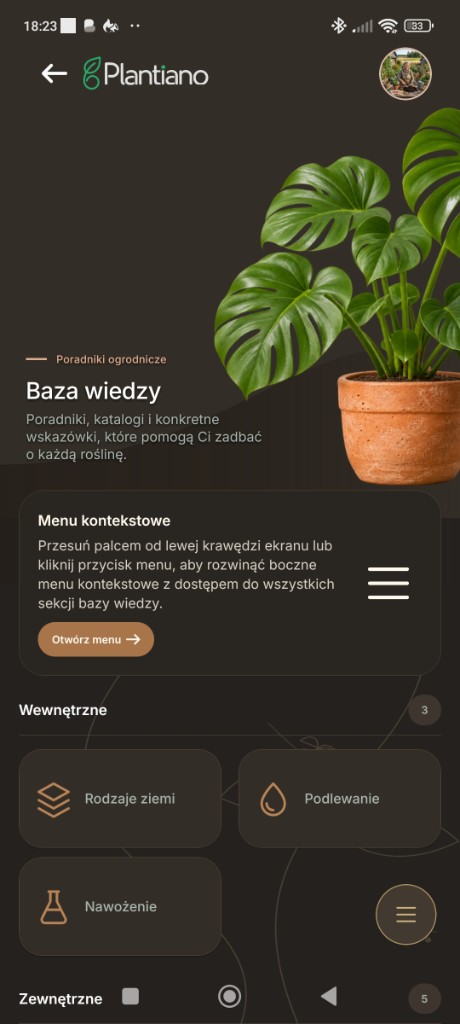 18:23
33
Plantiano
Poradniki ogrodnicze
Baza wiedzy
Poradniki, katalogi i konkretne
wskazówki, które pomogą Ci zadbać
o każdą roślinę.
Menu kontekstowe
Przesuń palcem od lewej krawędzi ekranu lub
kliknij przycisk menu, aby rozwinąć boczne
menu kontekstowe z dostępem do wszystkich
sekcji bazy wiedzy.
Otwórz menu
Wewnętrzne
3
Rodzaje ziemi
Podlewanie
Nawożenie
Zewnętrzne
5